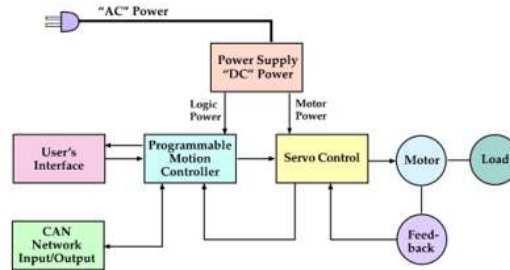 “AC” Power
Power Supply
“DC” Power
Logic
Power
Motor
Power
User's
Interface
Programmable
Motion
Controller
Servo Control
Motor
Load
CAN
Network
Input/Output
Feed-
back